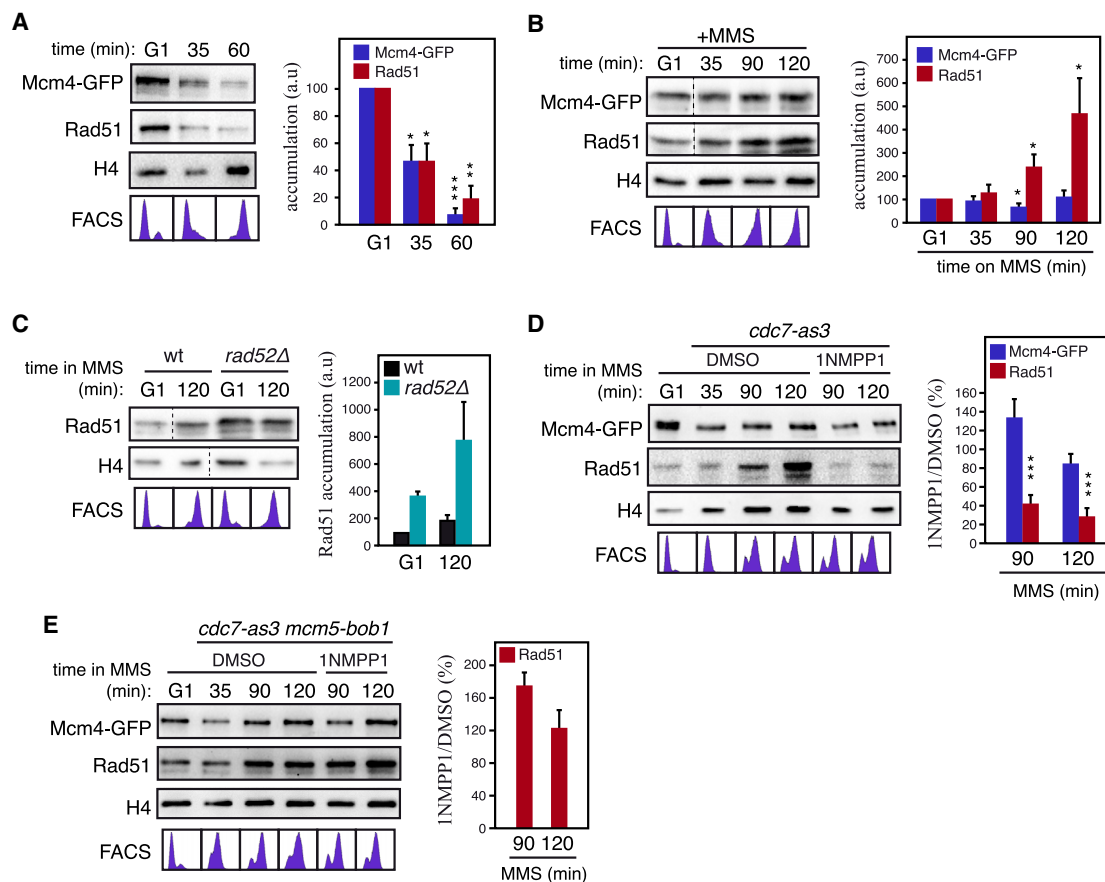 A
time (min): G1 35 60
Mcm4-GFP
Rad51
H4
FACS
accumulation (a.u)
Mcm4-GFP
Rad51
100
80
60
40
20
0
* *
*** **
G1 35 60
B
+MMS
time (min): G1 35 90 120
Mcm4-GFP
Rad51
H4
FACS
accumulation (a.u)
Mcm4-GFP
Rad51
800
700
600
500
400
300
200
100
0
* * *
G1 35 90 120
time on MMS (min)
C
wt rad52Δ
time in MMS
(min): G1 120 G1 120
Rad51
H4
FACS
Rad51 accumulation (a.u)
wt
rad52Δ
1200
1000
800
600
400
200
0
G1 120
D
cdc7-as3
DMSO 1NMPP1
time in MMS
(min): G1 35 90 120 90 120
Mcm4-GFP
Rad51
H4
FACS
1NMPP1/DMSO (%)
Mcm4-GFP
Rad51
160
140
120
100
80
60
40
20
0
*** ***
90 120
MMS (min)
E
cdc7-as3 mcm5-bob1
DMSO 1NMPP1
time in MMS
(min): G1 35 90 120 90 120
Mcm4-GFP
Rad51
H4
FACS
1NMPP1/DMSO (%)
Rad51
200
160
120
80
40
0
90 120
MMS (min)